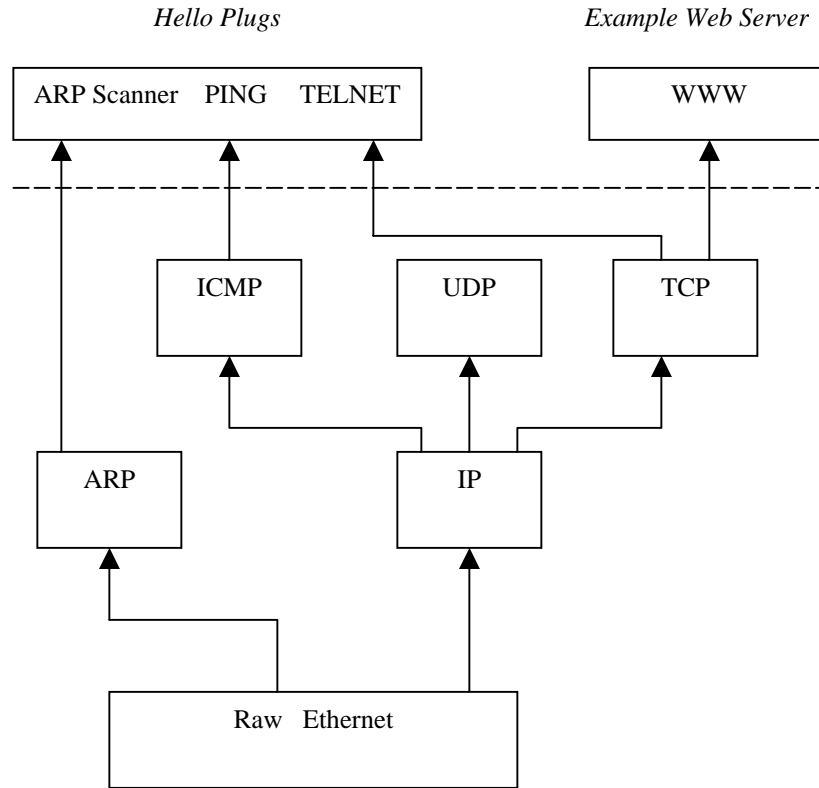 Hello Plugs
Example Web Server
ARP Scanner PING TELNET
WWW
ICMP
UDP
TCP
ARP
IP
Raw Ethernet